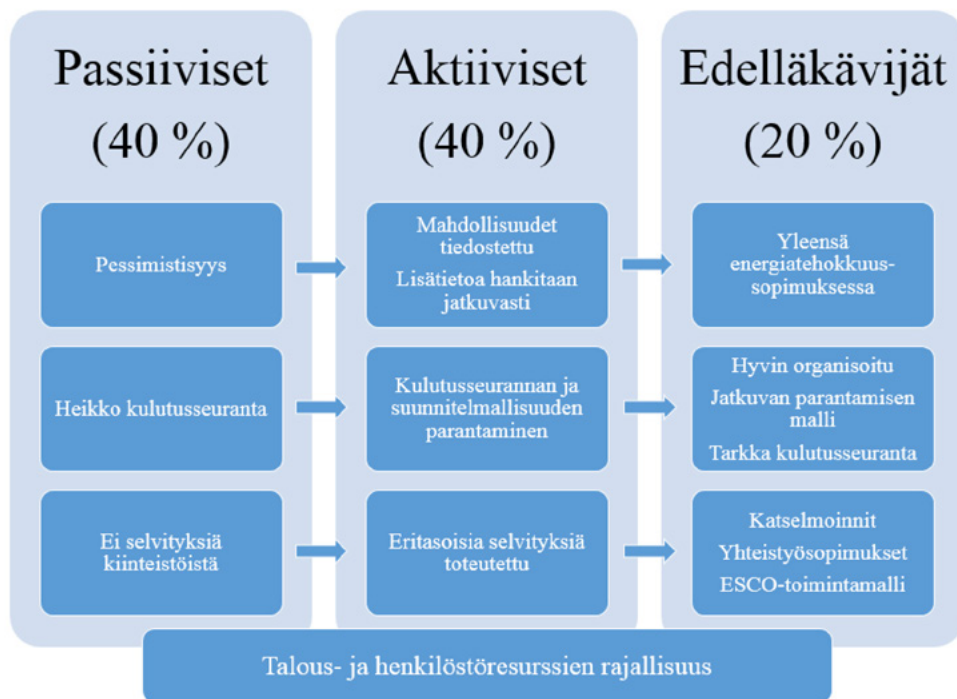 Passiiviset
(40 %)
Pessimistisyys
Heikko kulutusseuranta
Ei selvityksiä
kiinteistöistä
Aktiiviset
(40 %)
Mahdollisuudet
tiedostettu
Lisätietoa hankitaan
jatkuvasti
Kulutusseurannan ja
suunnitelmallisuuden
parantaminen
Eritasoisia selvityksiä
toteutettu
Edelläkävijät
(20 %)
Yleensä
energiatehokkuus-
sopimuksessa
Hyvin organisoitu
Jatkuvan parantamisen
malli
Tarkka kulutusseuranta
Katselmoinnit
Yhteistyösopimukset
ESCO-toimintamalli
Talous- ja henkilöstöresurssien rajallisuus